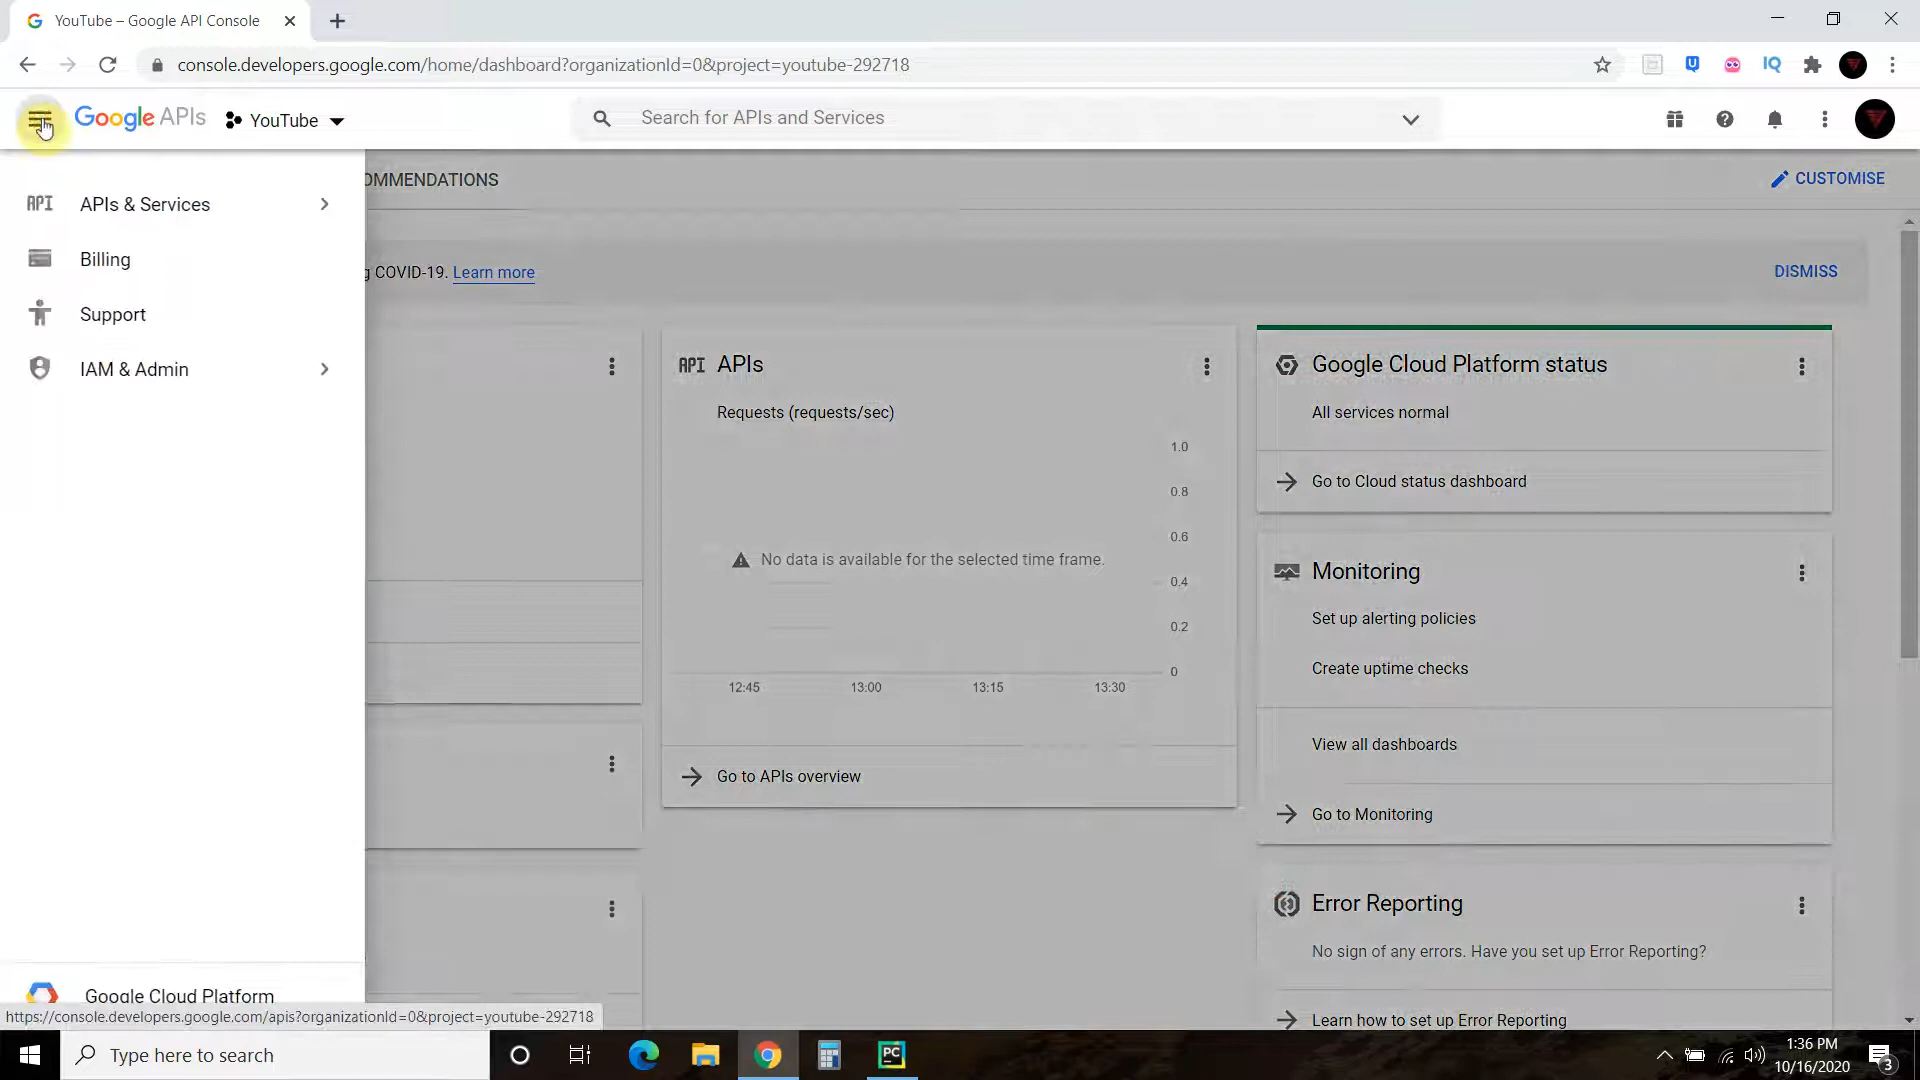 YouTube – Google API Console
console.developers.google.com/home/dashboard?organizationId=0&project=youtube-292718
IQ
Google APIs
YouTube
Search for APIs and Services
API APIs & Services
Billing
Support
IAM & Admin
Google Cloud Platform
https://console.developers.google.com/apis?organizationId=0&project=youtube-292718
OMMENDATIONS
CUSTOMISE
g COVID-19. Learn more
DISMISS
API APIs
Requests (requests/sec)
1.0
0.8
0.6
No data is available for the selected time frame.
0.4
0.2
0
12:45 13:00 13:15 13:30
Go to APIs overview
Google Cloud Platform status
All services normal
Go to Cloud status dashboard
Monitoring
Set up alerting policies
Create uptime checks
View all dashboards
Go to Monitoring
Error Reporting
No sign of any errors. Have you set up Error Reporting?
Learn how to set up Error Reporting
Type here to search
PC
1:36 PM
10/16/2020
3